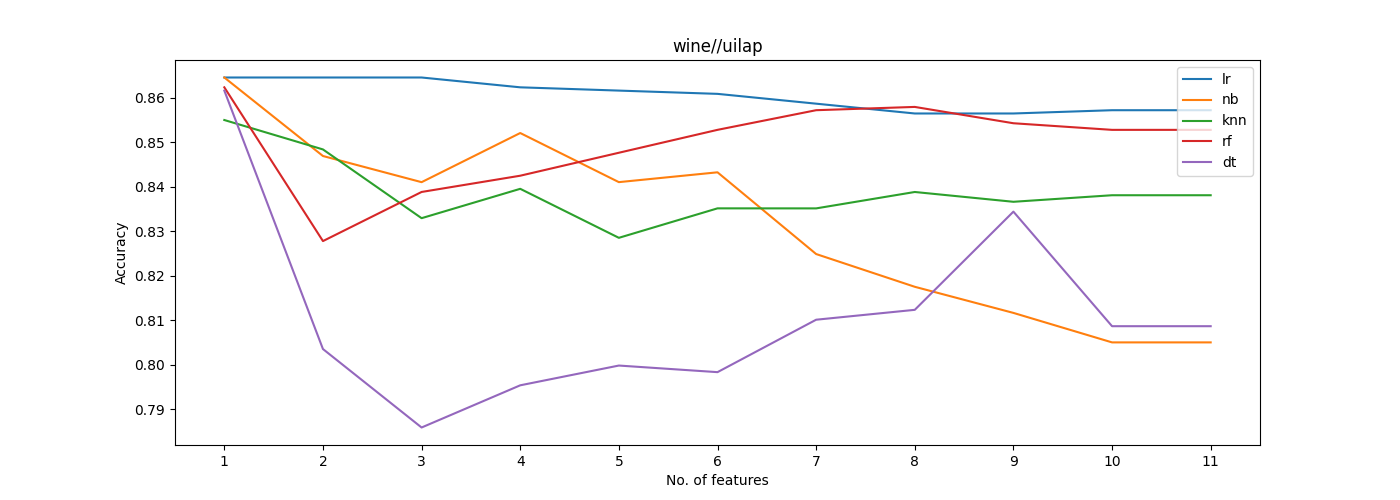 wine//uilap
lr
nb
knn
rf
dt
Accuracy
0.86
0.85
0.84
0.83
0.82
0.81
0.80
0.79
1 2 3 4 5 6 7 8 9 10 11
No. of features